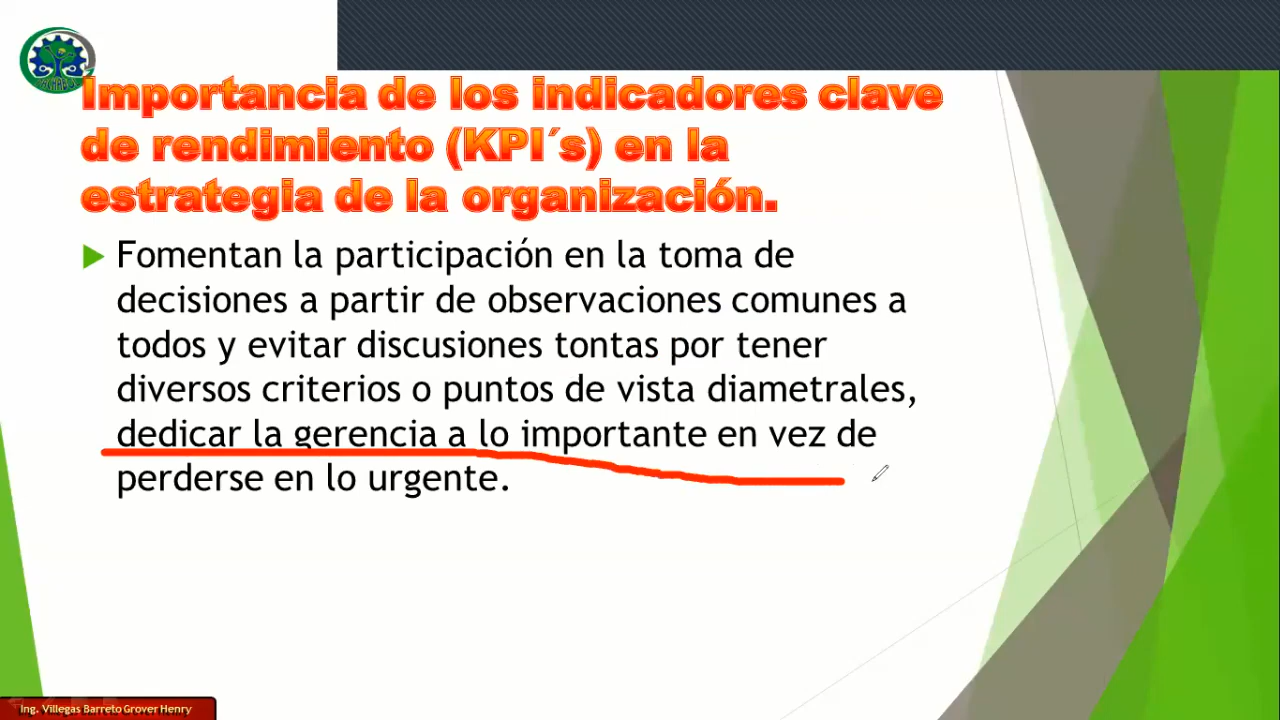 Importancia de los indicadores clave
de rendimiento (KPI´s) en la
estrategia de la organización.
Fomentan la participación en la toma de
decisiones a partir de observaciones comunes a
todos y evitar discusiones tontas por tener
diversos criterios o puntos de vista diametrales,
dedicar la gerencia a lo importante en vez de
perderse en lo urgente.
Ing. Villegas Barreto Grover Henry